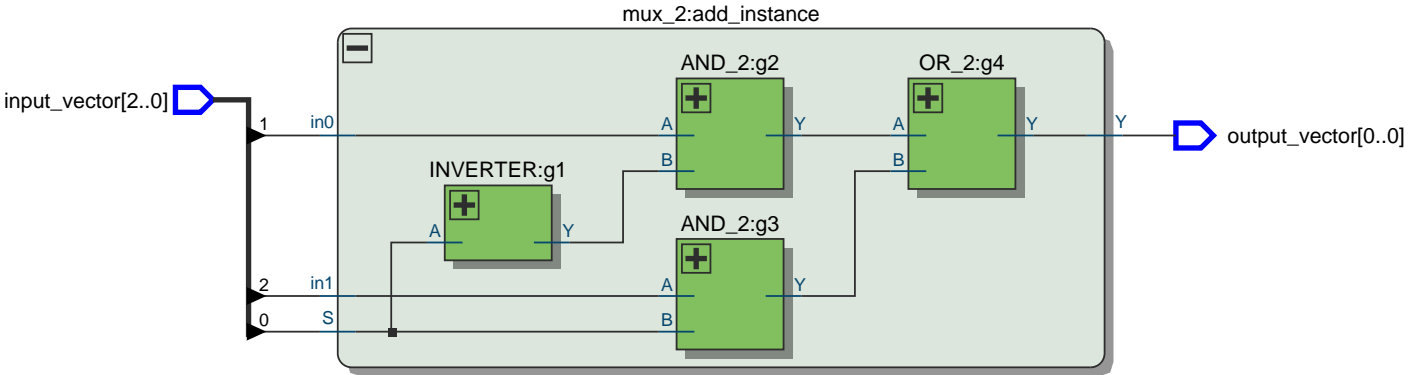 mux_2:add_instance
input_vector[2..0]
1
in0
AND_2:g2
A
B
Y
OR_2:g4
A
B
Y
Y
output_vector[0..0]
INVERTER:g1
A
Y
AND_2:g3
2
in1
A
Y
0
S
B